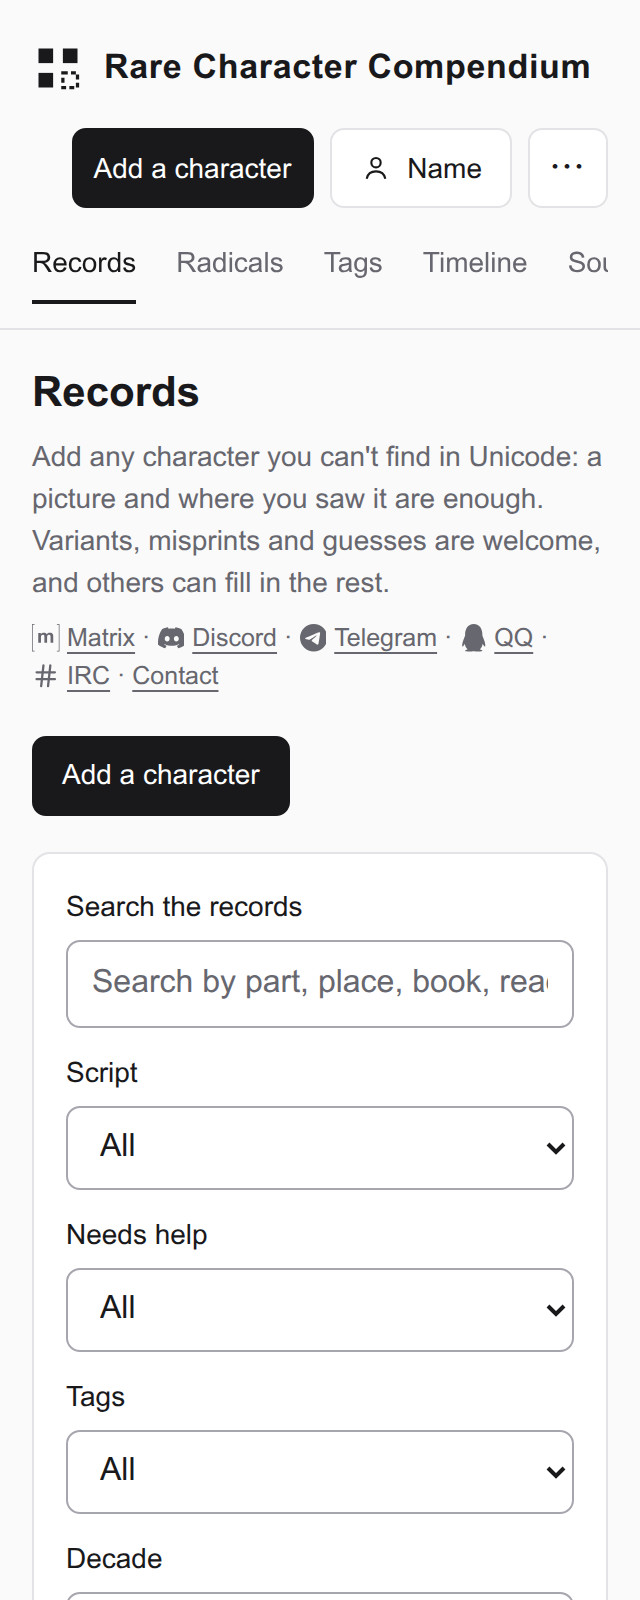 Rare Character Compendium
Add a character
Name
...
Records Radicals Tags Timeline Sou
Records
Add any character you can't find in Unicode: a
picture and where you saw it are enough.
Variants, misprints and guesses are welcome,
and others can fill in the rest.
[m] Matrix · Discord · Telegram · QQ ·
# IRC · Contact
Add a character
Search the records
Search by part, place, book, read
Script
All
Needs help
All
Tags
All
Decade